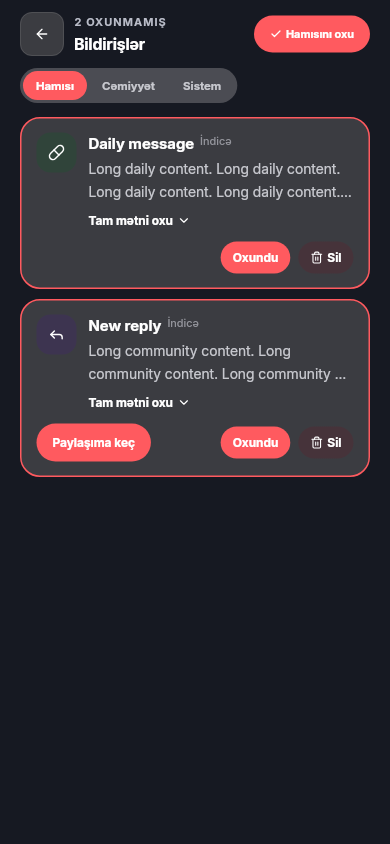 2 OXUNMAMIŞ
Bildirişlər
Hamısını oxu
Hamısı
Cəmiyyət
Sistem
Daily message İndicə
Long daily content. Long daily content.
Long daily content. Long daily content....
Tam mətni oxu
Oxundu
Sil
New reply İndicə
Long community content. Long
community content. Long community ...
Tam mətni oxu
Paylaşıma keç
Oxundu
Sil